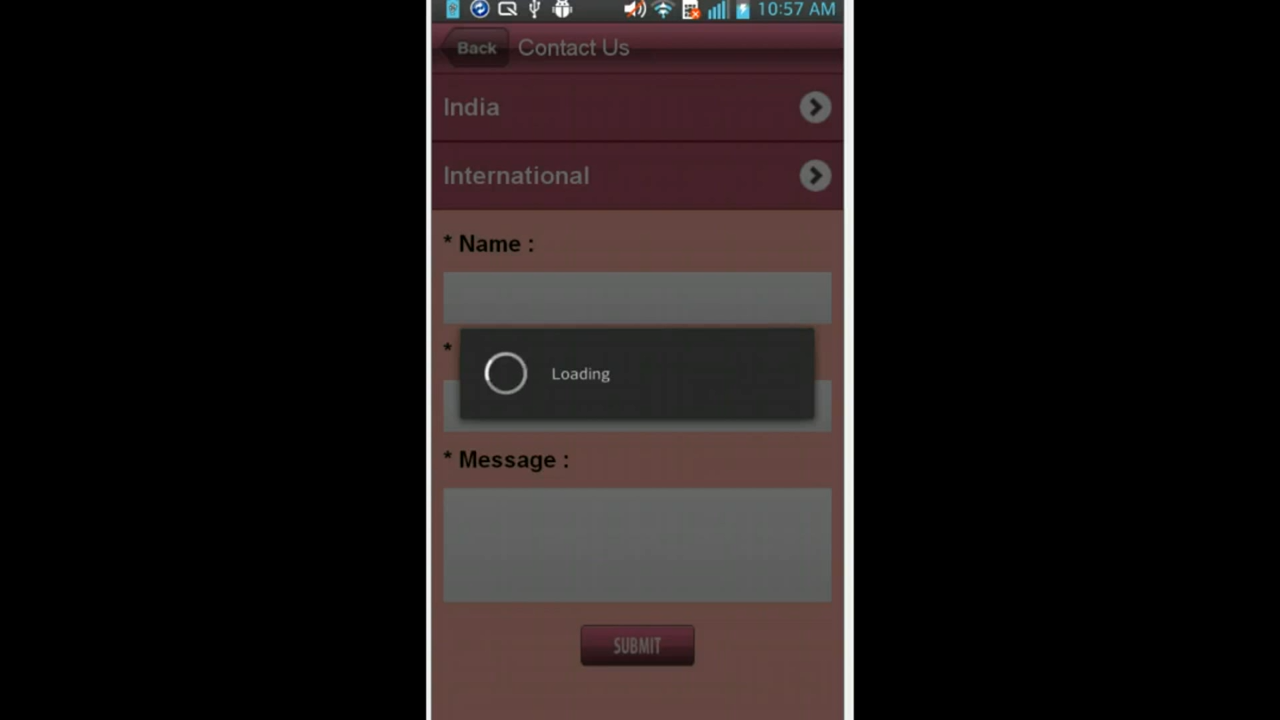 10:57 AM
Back Contact Us
India
International
* Name :
*
Loading
* Message :
SUBMIT